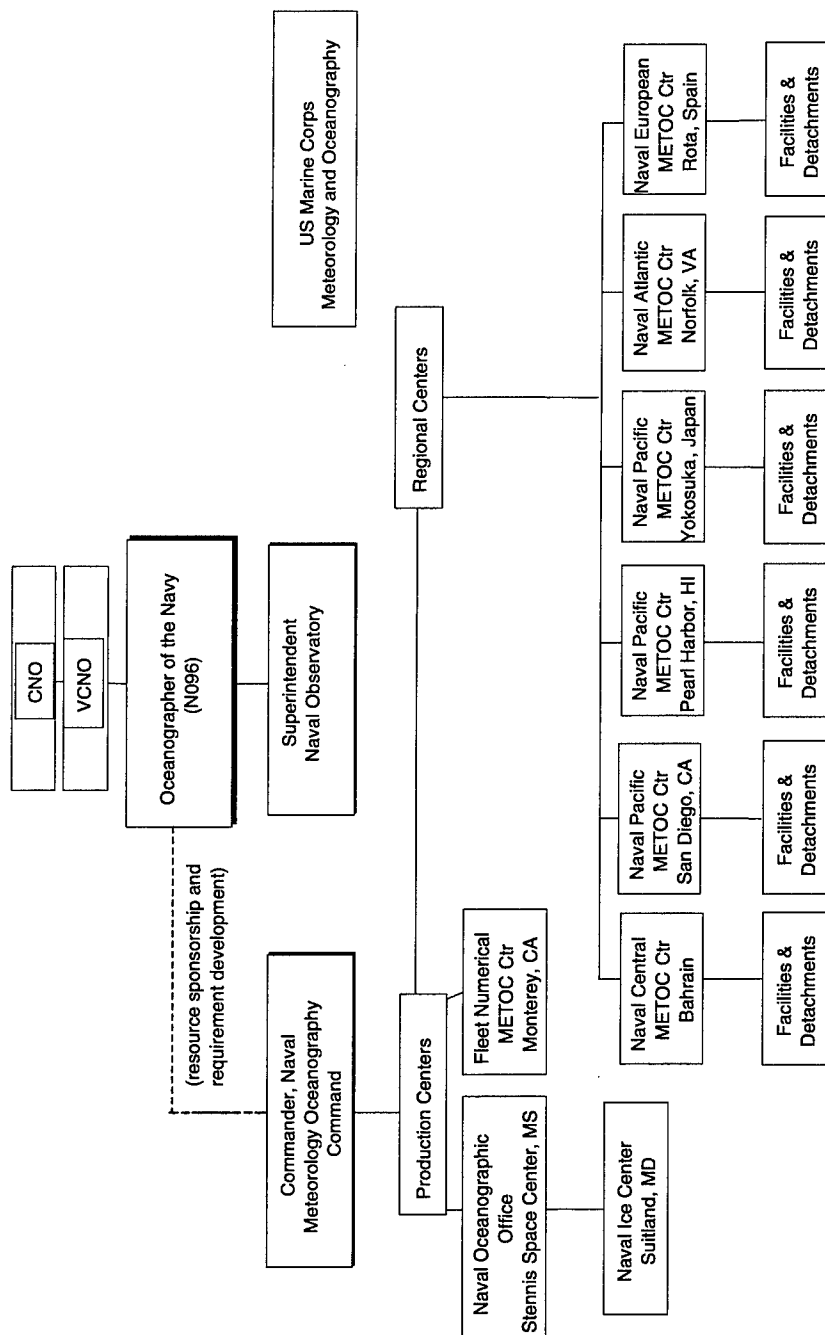 CNO
VCNO
Oceanographer of the Navy
(N096)
(resource sponsorship and
requirement development)
Commander, Naval
Meteorology Oceanography
Command
Superintendent
Naval Observatory
US Marine Corps
Meteorology and Oceanography
Production Centers
Regional Centers
Naval Oceanographic
Office
Stennis Space Center, MS
Fleet Numerical
METOC Ctr
Monterey, CA
Naval Ice Center
Suitland, MD
Naval Central
METOC Ctr
Bahrain
Naval Pacific
METOC Ctr
San Diego, CA
Naval Pacific
METOC Ctr
Pearl Harbor, HI
Naval Pacific
METOC Ctr
Yokosuka, Japan
Naval Atlantic
METOC Ctr
Norfolk, VA
Naval European
METOC Ctr
Rota, Spain
Facilities &
Detachments
Facilities &
Detachments
Facilities &
Detachments
Facilities &
Detachments
Facilities &
Detachments
Facilities &
Detachments